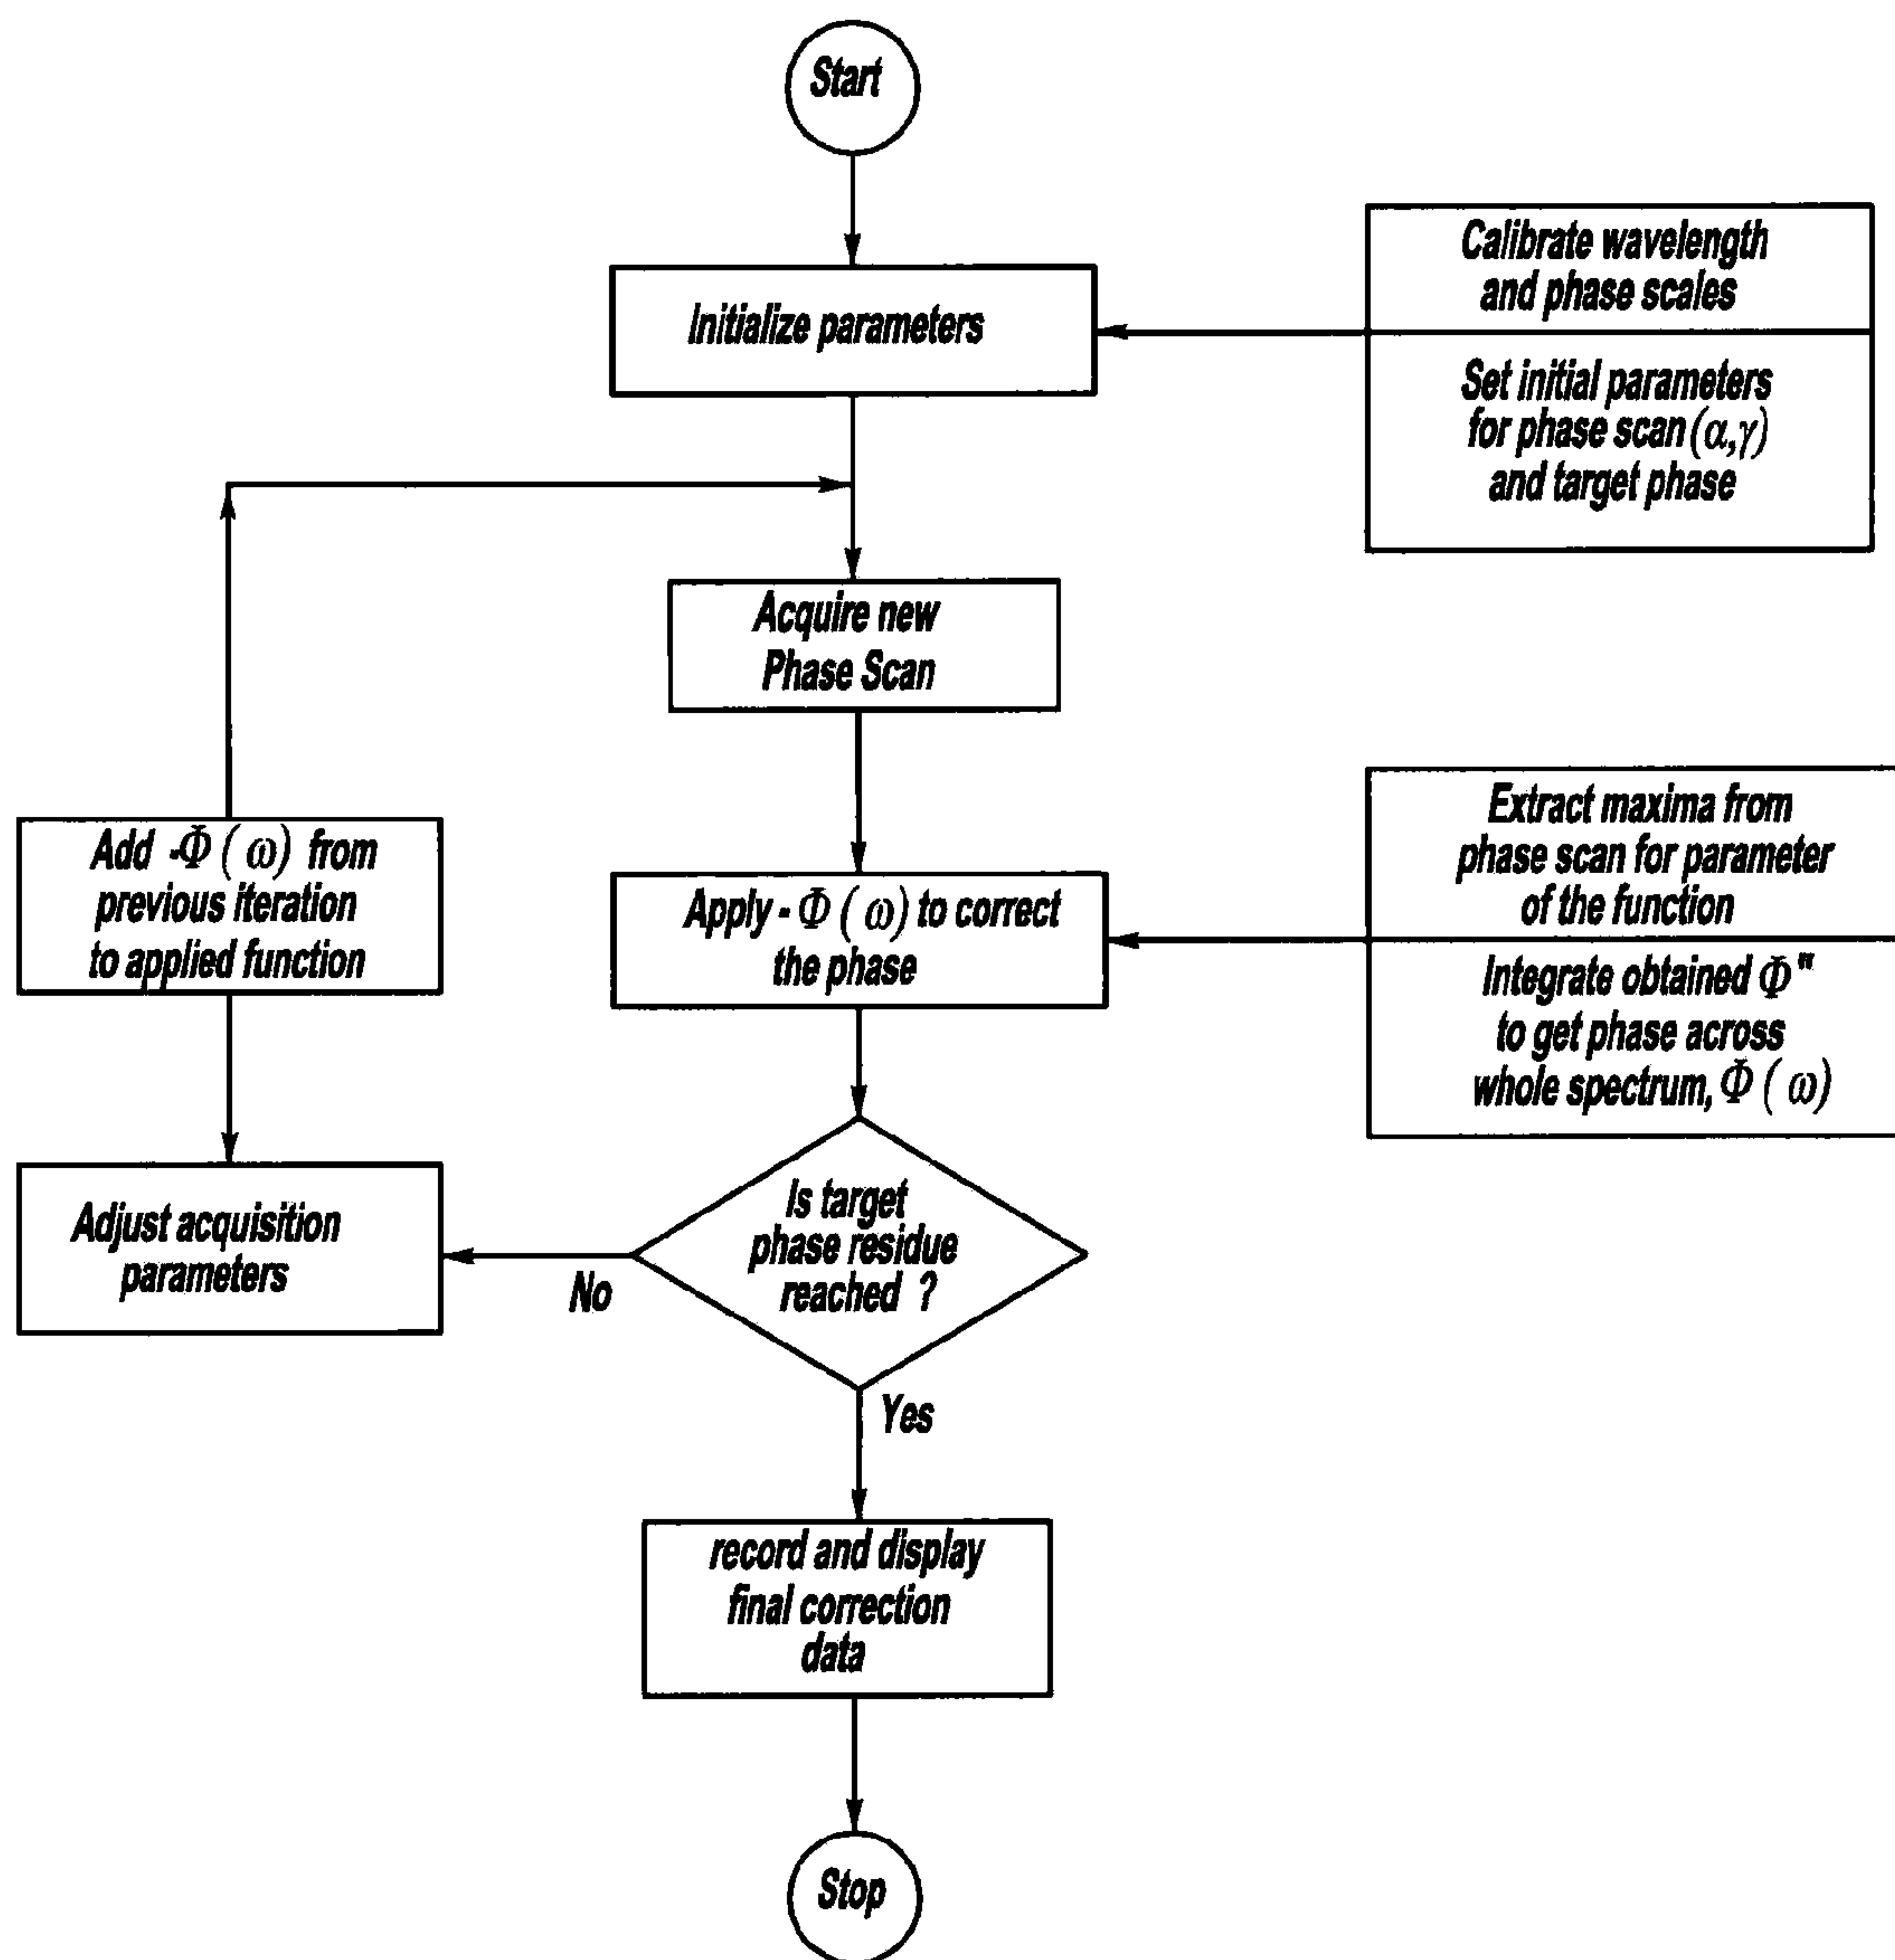 Start
Initialize parameters
Calibrate wavelength
and phase scales
Set initial parameters
for phase scan (α,γ)
and target phase
Acquire new
Phase Scan
Add -Φ(ω) from
previous iteration
to applied function
Apply - Φ(ω) to correct
the phase
Extract maxima from
phase scan for parameter
of the function
Integrate obtained Φ"
to get phase across
whole spectrum, Φ(ω)
Adjust acquisition
parameters
No
Is target
phase residue
reached ?
Yes
record and display
final correction
data
Stop